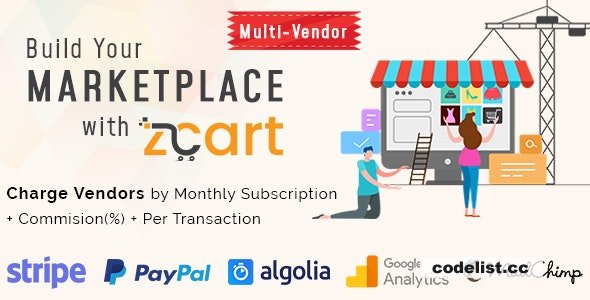 Multi-Vendor
Build Your
MARKETPLACE
with zcart
Charge Vendors by Monthly Subscription
+ Commision(%) + Per Transaction
stripe PayPal algolia Google Analytics MailChimp
codelist.cc